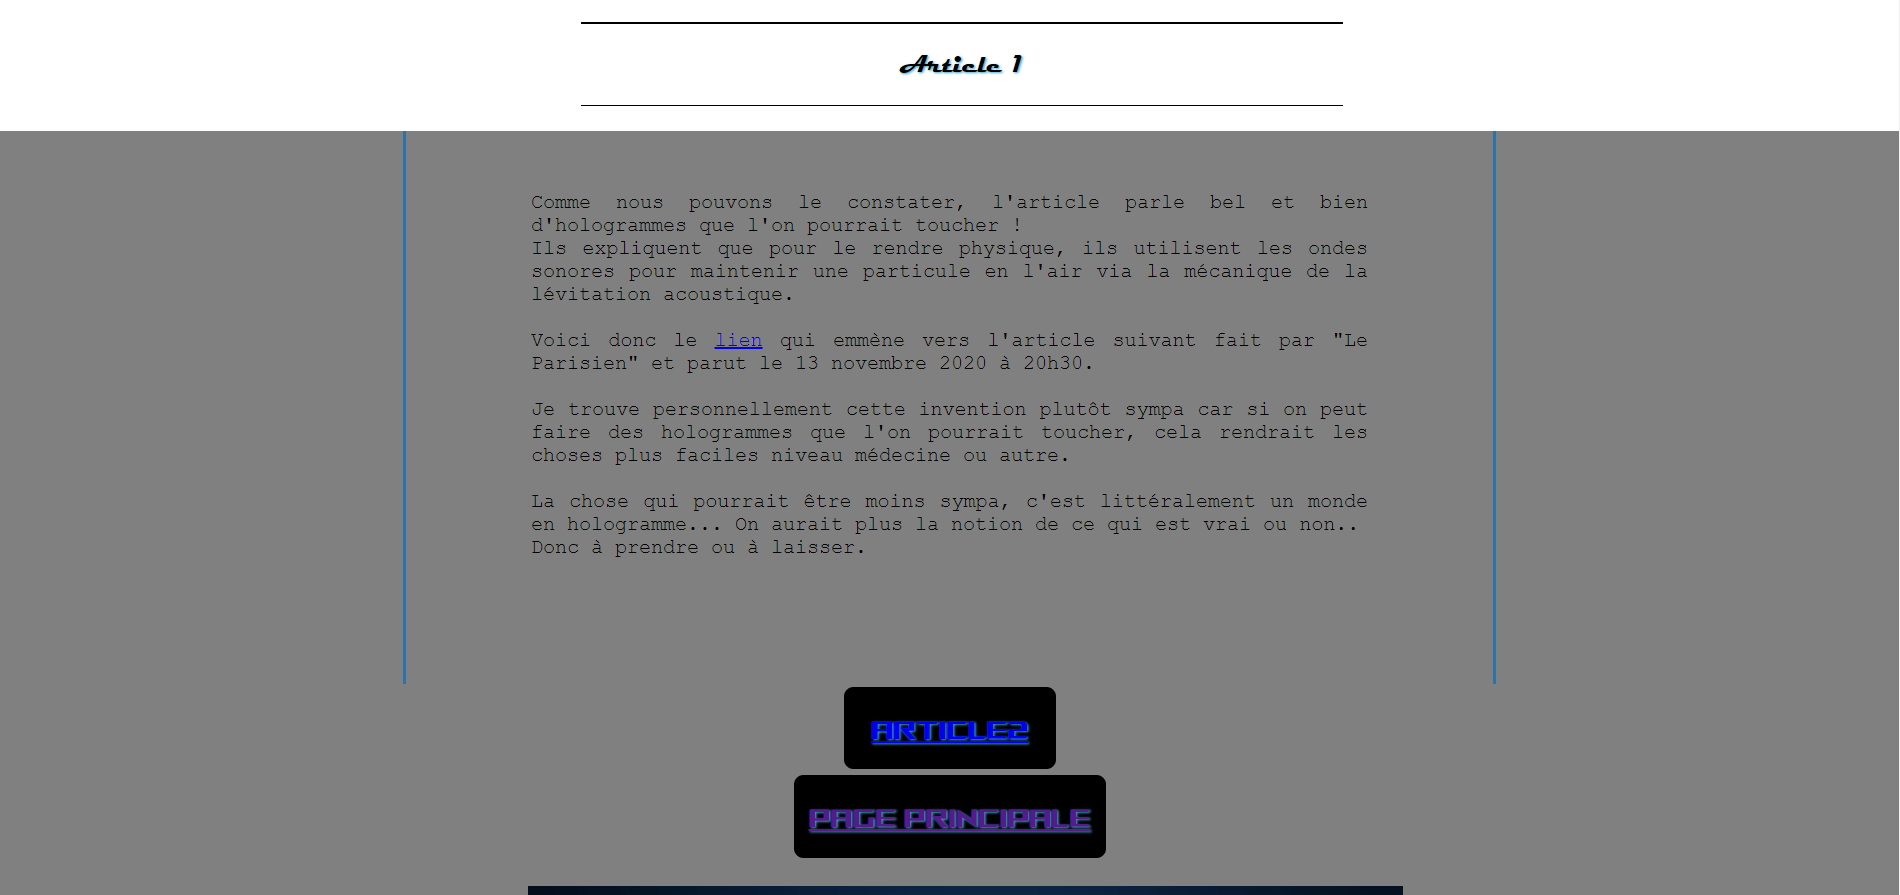 Article 1
Comme nous pouvons le constater, l'article parle bel et bien
d'hologrammes que l'on pourrait toucher !
Ils expliquent que pour le rendre physique, ils utilisent les ondes
sonores pour maintenir une particule en l'air via la mécanique de la
lévitation acoustique.
Voici donc le lien qui emmène vers l'article suivant fait par "Le
Parisien" et parut le 13 novembre 2020 à 20h30.
Je trouve personnellement cette invention plutôt sympa car si on peut
faire des hologrammes que l'on pourrait toucher, cela rendrait les
choses plus faciles niveau médecine ou autre.
La chose qui pourrait être moins sympa, c'est littéralement un monde
en hologramme... On aurait plus la notion de ce qui est vrai ou non..
Donc à prendre ou à laisser.
ARTICLE2
PAGE PRINCIPALE